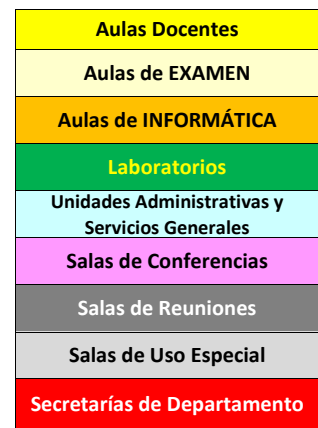 Aulas Docentes
Aulas de EXAMEN
Aulas de INFORMÁTICA
Laboratorios
Unidades Administrativas y
Servicios Generales
Salas de Conferencias
Salas de Reuniones
Salas de Uso Especial
Secretarías de Departamento